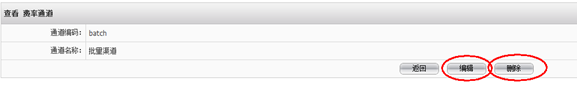 查看 费率通道
通道编码: batch
通道名称: 批量渠道
返回 编辑 删除